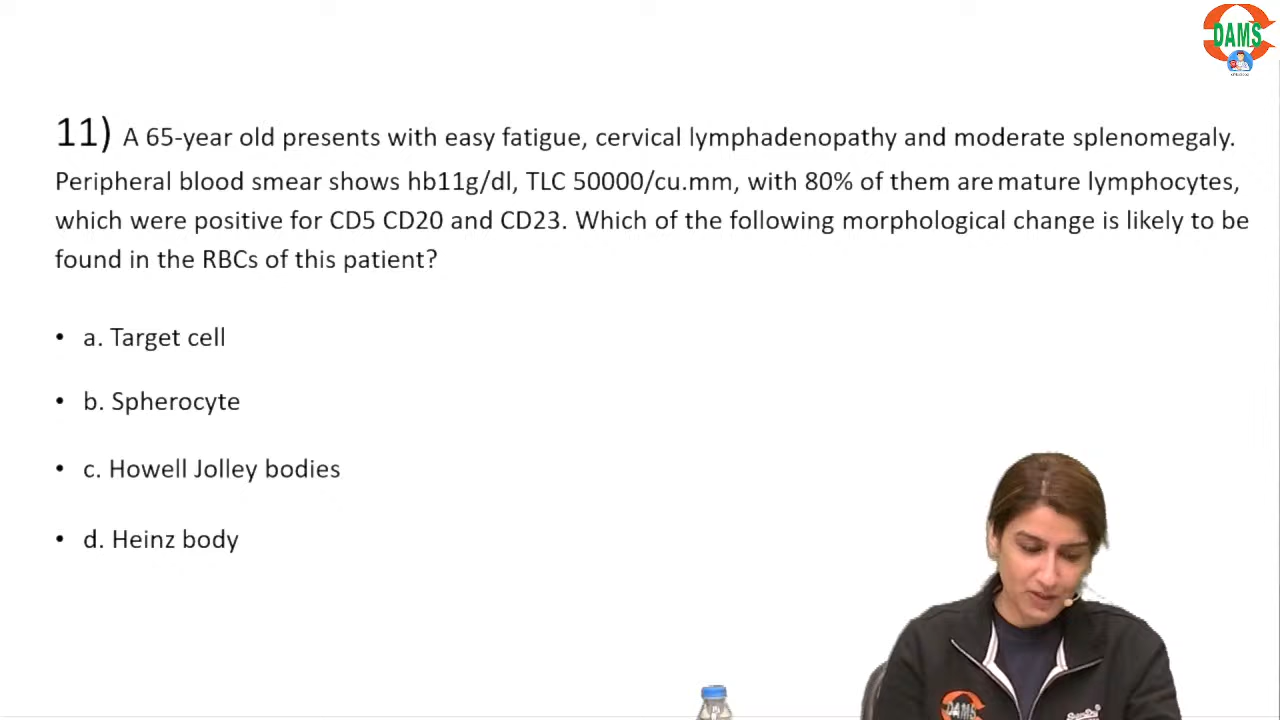 DAMS
11) A 65-year old presents with easy fatigue, cervical lymphadenopathy and moderate splenomegaly.
Peripheral blood smear shows hb11g/dl, TLC 50000/cu.mm, with 80% of them are mature lymphocytes,
which were positive for CD5 CD20 and CD23. Which of the following morphological change is likely to be
found in the RBCs of this patient?
• a. Target cell
• b. Spherocyte
• c. Howell Jolley bodies
• d. Heinz body
DAMS